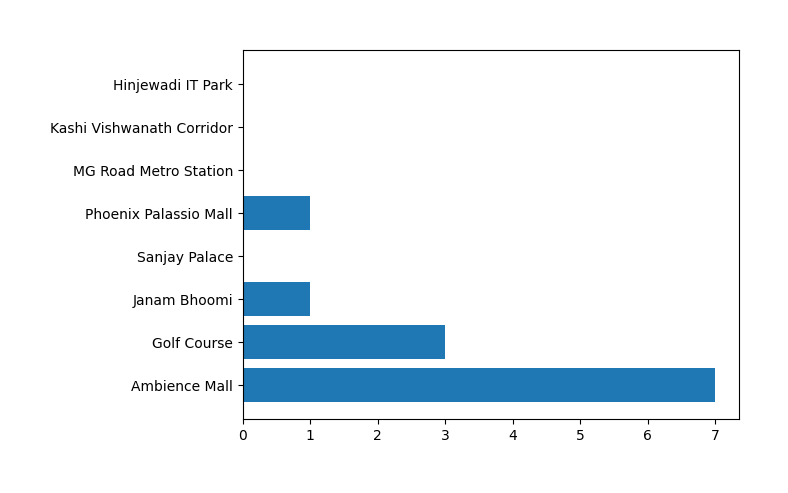 Hinjewadi IT Park
Kashi Vishwanath Corridor
MG Road Metro Station
Phoenix Palassio Mall
Sanjay Palace
Janam Bhoomi
Golf Course
Ambience Mall
0 1 2 3 4 5 6 7